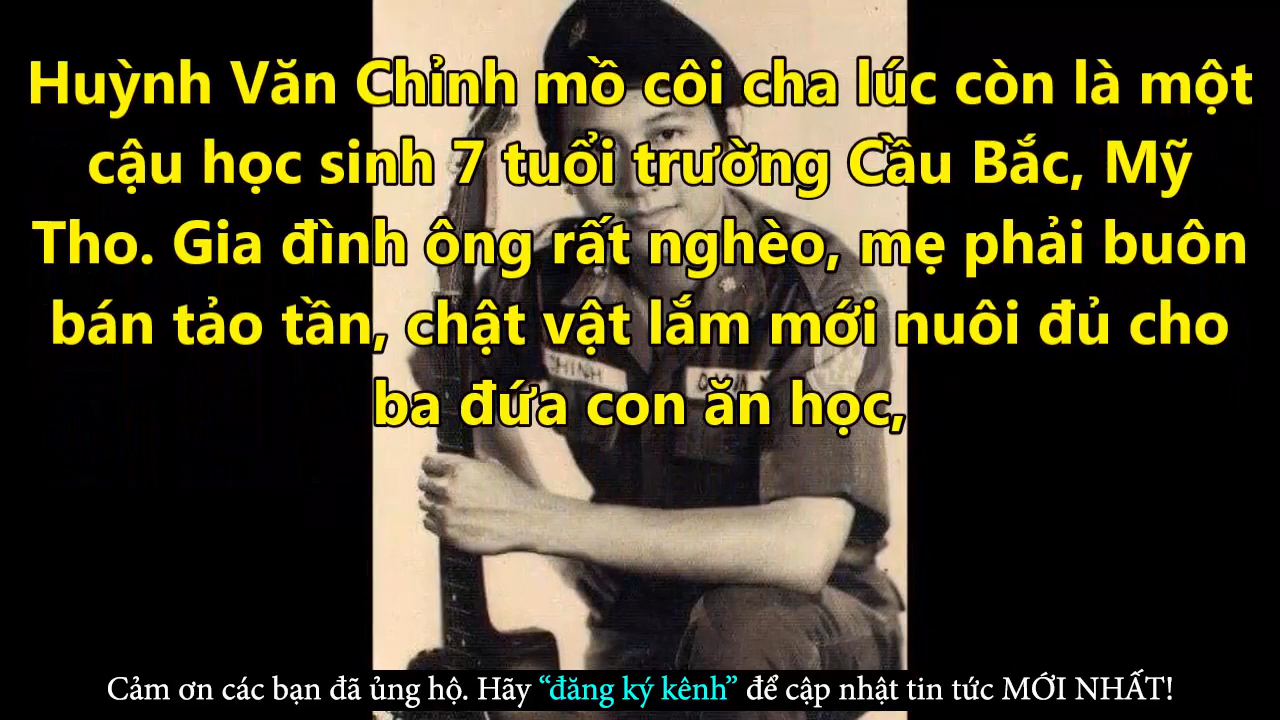 Huỳnh Văn Chỉnh mồ côi cha lúc còn là một
cậu học sinh 7 tuổi trường Cầu Bắc, Mỹ
Tho. Gia đình ông rất nghèo, mẹ phải buôn
bán tảo tần, chật vật lắm mới nuôi đủ cho
CHINH
ba đứa con ăn học,
Cảm ơn các bạn đã ủng hộ. Hãy “đăng ký kênh” để cập nhật tin tức MỚI NHẤT!